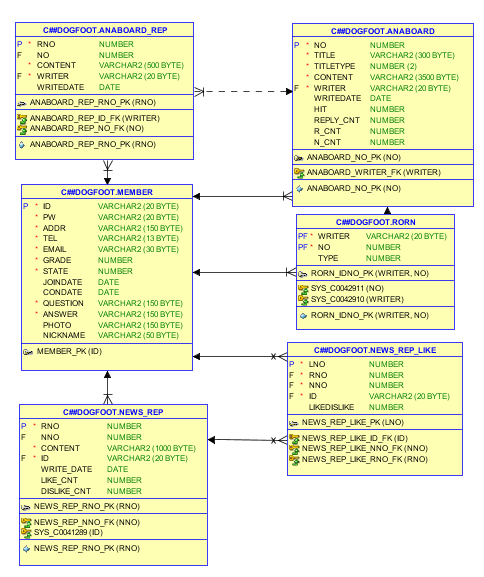 C##DOGFOOT.ANABOARD_REP
P * RNO NUMBER
F NO NUMBER
* CONTENT VARCHAR2 (500 BYTE)
F * WRITER VARCHAR2 (20 BYTE)
WRITEDATE DATE
ANABOARD_REP_RNO_PK (RNO)
ANABOARD_REP_ID_FK (WRITER)
ANABOARD_REP_NO_FK (NO)
ANABOARD_REP_RNO_PK (RNO)
C##DOGFOOT.ANABOARD
P * NO NUMBER
* TITLE VARCHAR2 (300 BYTE)
* TITLETYPE NUMBER (2)
* CONTENT VARCHAR2 (3500 BYTE)
F * WRITER VARCHAR2 (20 BYTE)
WRITEDATE DATE
HIT NUMBER
REPLY_CNT NUMBER
R_CNT NUMBER
N_CNT NUMBER
ANABOARD_NO_PK (NO)
ANABOARD_WRITER_FK (WRITER)
ANABOARD_NO_PK (NO)
C##DOGFOOT.MEMBER
P * ID VARCHAR2 (20 BYTE)
* PW VARCHAR2 (20 BYTE)
* ADDR VARCHAR2 (150 BYTE)
* TEL VARCHAR2 (13 BYTE)
* EMAIL VARCHAR2 (30 BYTE)
* GRADE NUMBER
* STATE NUMBER
JOINDATE DATE
CONDATE DATE
* QUESTION VARCHAR2 (150 BYTE)
* ANSWER VARCHAR2 (150 BYTE)
PHOTO VARCHAR2 (150 BYTE)
NICKNAME VARCHAR2 (50 BYTE)
MEMBER_PK (ID)
C##DOGFOOT.RORN
PF * WRITER VARCHAR2 (20 BYTE)
PF * NO NUMBER
TYPE NUMBER
RORN_IDNO_PK (WRITER, NO)
SYS_C0042911 (NO)
SYS_C0042910 (WRITER)
RORN_IDNO_PK (WRITER, NO)
C##DOGFOOT.NEWS_REP_LIKE
P * LNO NUMBER
F * RNO NUMBER
F * NNO NUMBER
F * ID VARCHAR2 (20 BYTE)
LIKEDISLIKE NUMBER
NEWS_REP_LIKE_PK (LNO)
NEWS_REP_LIKE_ID_FK (ID)
NEWS_REP_LIKE_NNO_FK (NNO)
NEWS_REP_LIKE_RNO_FK (RNO)
C##DOGFOOT.NEWS_REP
P * RNO NUMBER
F NNO NUMBER
* CONTENT VARCHAR2 (1000 BYTE)
F * ID VARCHAR2 (20 BYTE)
WRITE_DATE DATE
LIKE_CNT NUMBER
DISLIKE_CNT NUMBER
NEWS_REP_RNO_PK (RNO)
NEWS_REP_NNO_FK (NNO)
SYS_C0041289 (ID)
NEWS_REP_RNO_PK (RNO)